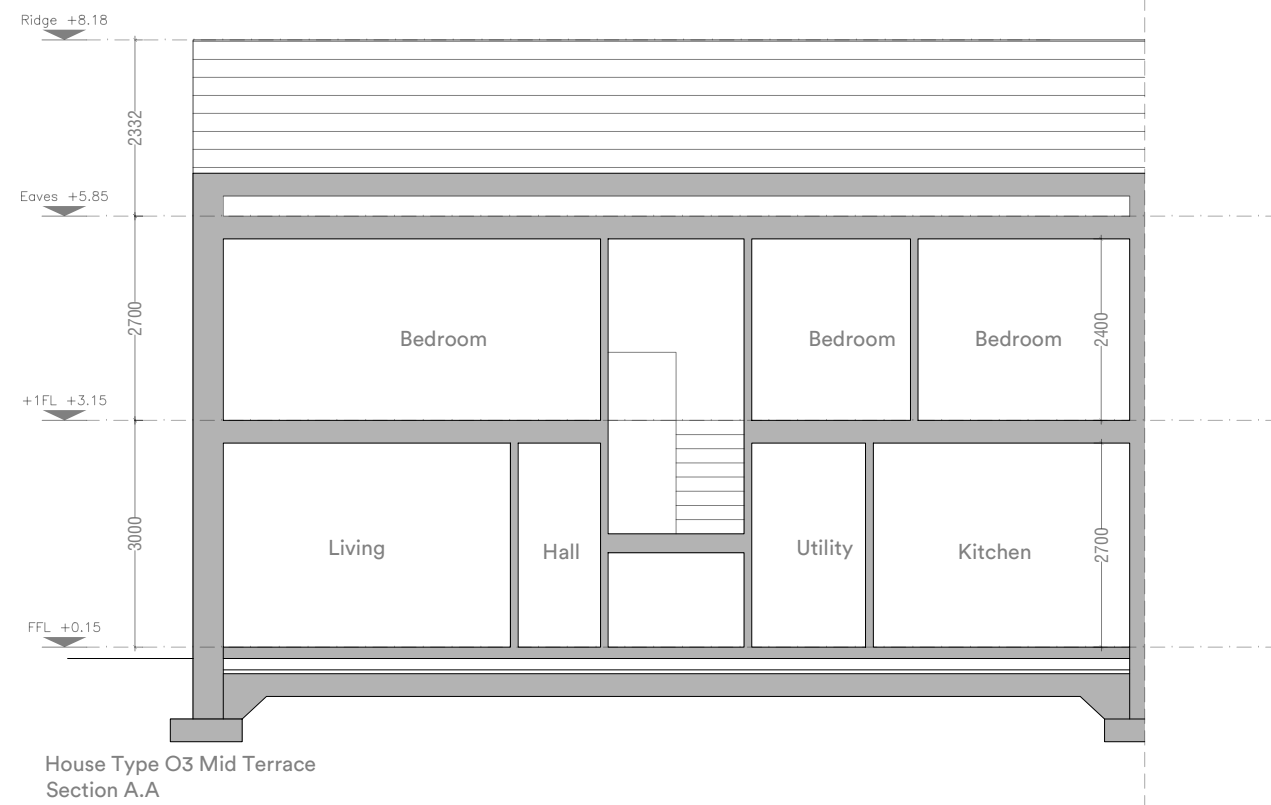 Ridge +8.18
2332
Eaves +5.85
2700
Bedroom
Bedroom
Bedroom
2400
+1FL +3.15
3000
Living
Hall
Utility
Kitchen
2700
FFL +0.15
House Type O3 Mid Terrace
Section A.A